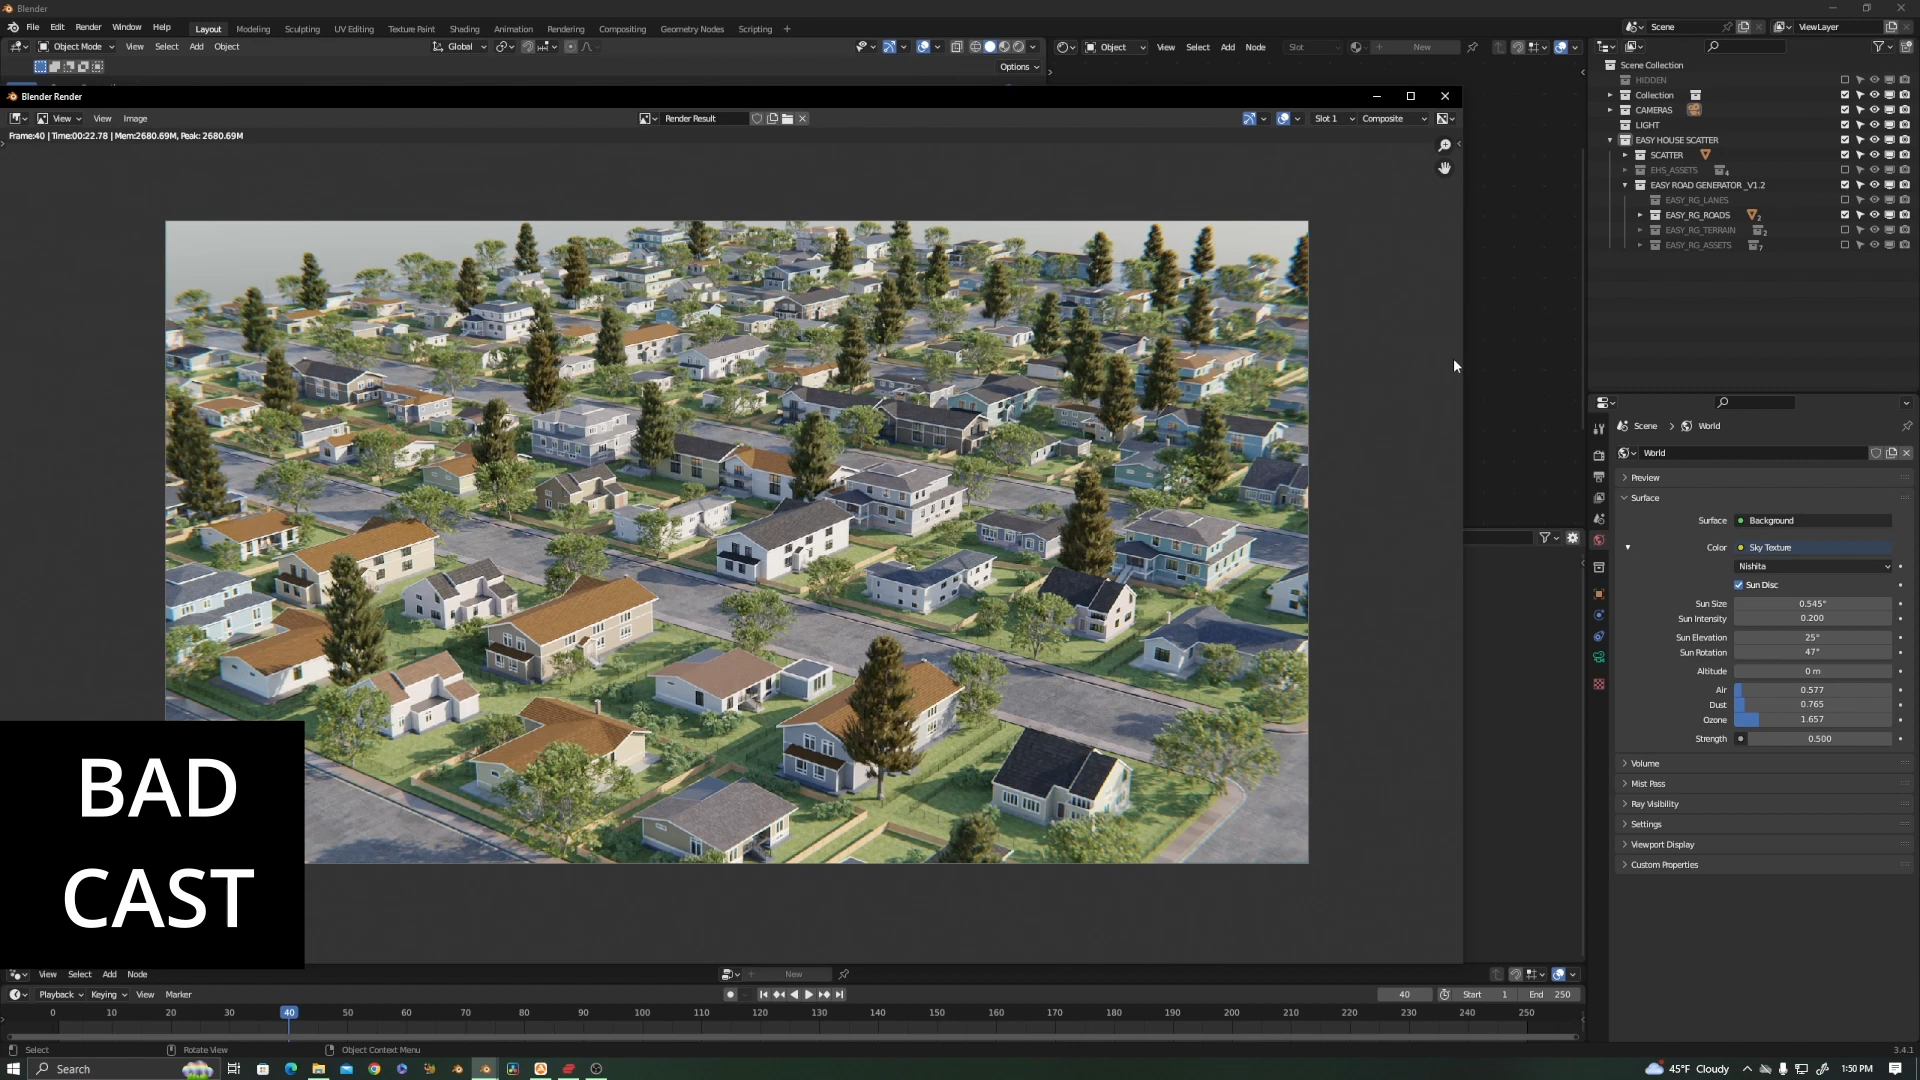 Blender
File Edit Render Window Help
Layout Modeling Sculpting UV Editing Texture Paint Shading Animation Rendering Compositing Geometry Nodes Scripting +
Scene
ViewLayer
Object Mode View Select Add Object
Global
Object View Select Add Node Slot New
Options
Scene Collection
HIDDEN
Collection
CAMERAS
LIGHT
EASY HOUSE SCATTER
SCATTER
EHS_ASSETS 4
EASY ROAD GENERATOR _V1.2
EASY_RG_LANES
EASY_RG_ROADS 2
EASY_RG_TERRAIN 2
EASY_RG_ASSETS 7
Blender Render
View View Image
Render Result
Slot 1 Composite
Frame:40 | Time:00:22.78 | Mem:2680.69M, Peak: 2680.69M
Scene > World
World
Preview
Surface
Surface Background
Color Sky Texture
Nishita
Sun Disc
Sun Size 0.545°
Sun Intensity 0.200
Sun Elevation 25°
Sun Rotation 47°
Altitude 0 m
Air 0.577
Dust 0.765
Ozone 1.657
Strength 0.500
Volume
Mist Pass
Ray Visibility
Settings
Viewport Display
Custom Properties
BAD
CAST
View Select Add Node
New
Playback Keying View Marker
40 Start 1 End 250
0 10 20 30 40 50 60 70 80 90 100 110 120 130 140 150 160 170 180 190 200 210 220 230 240 250
Select Rotate View Object Context Menu
3.4.1
Search
45°F Cloudy
1:50 PM